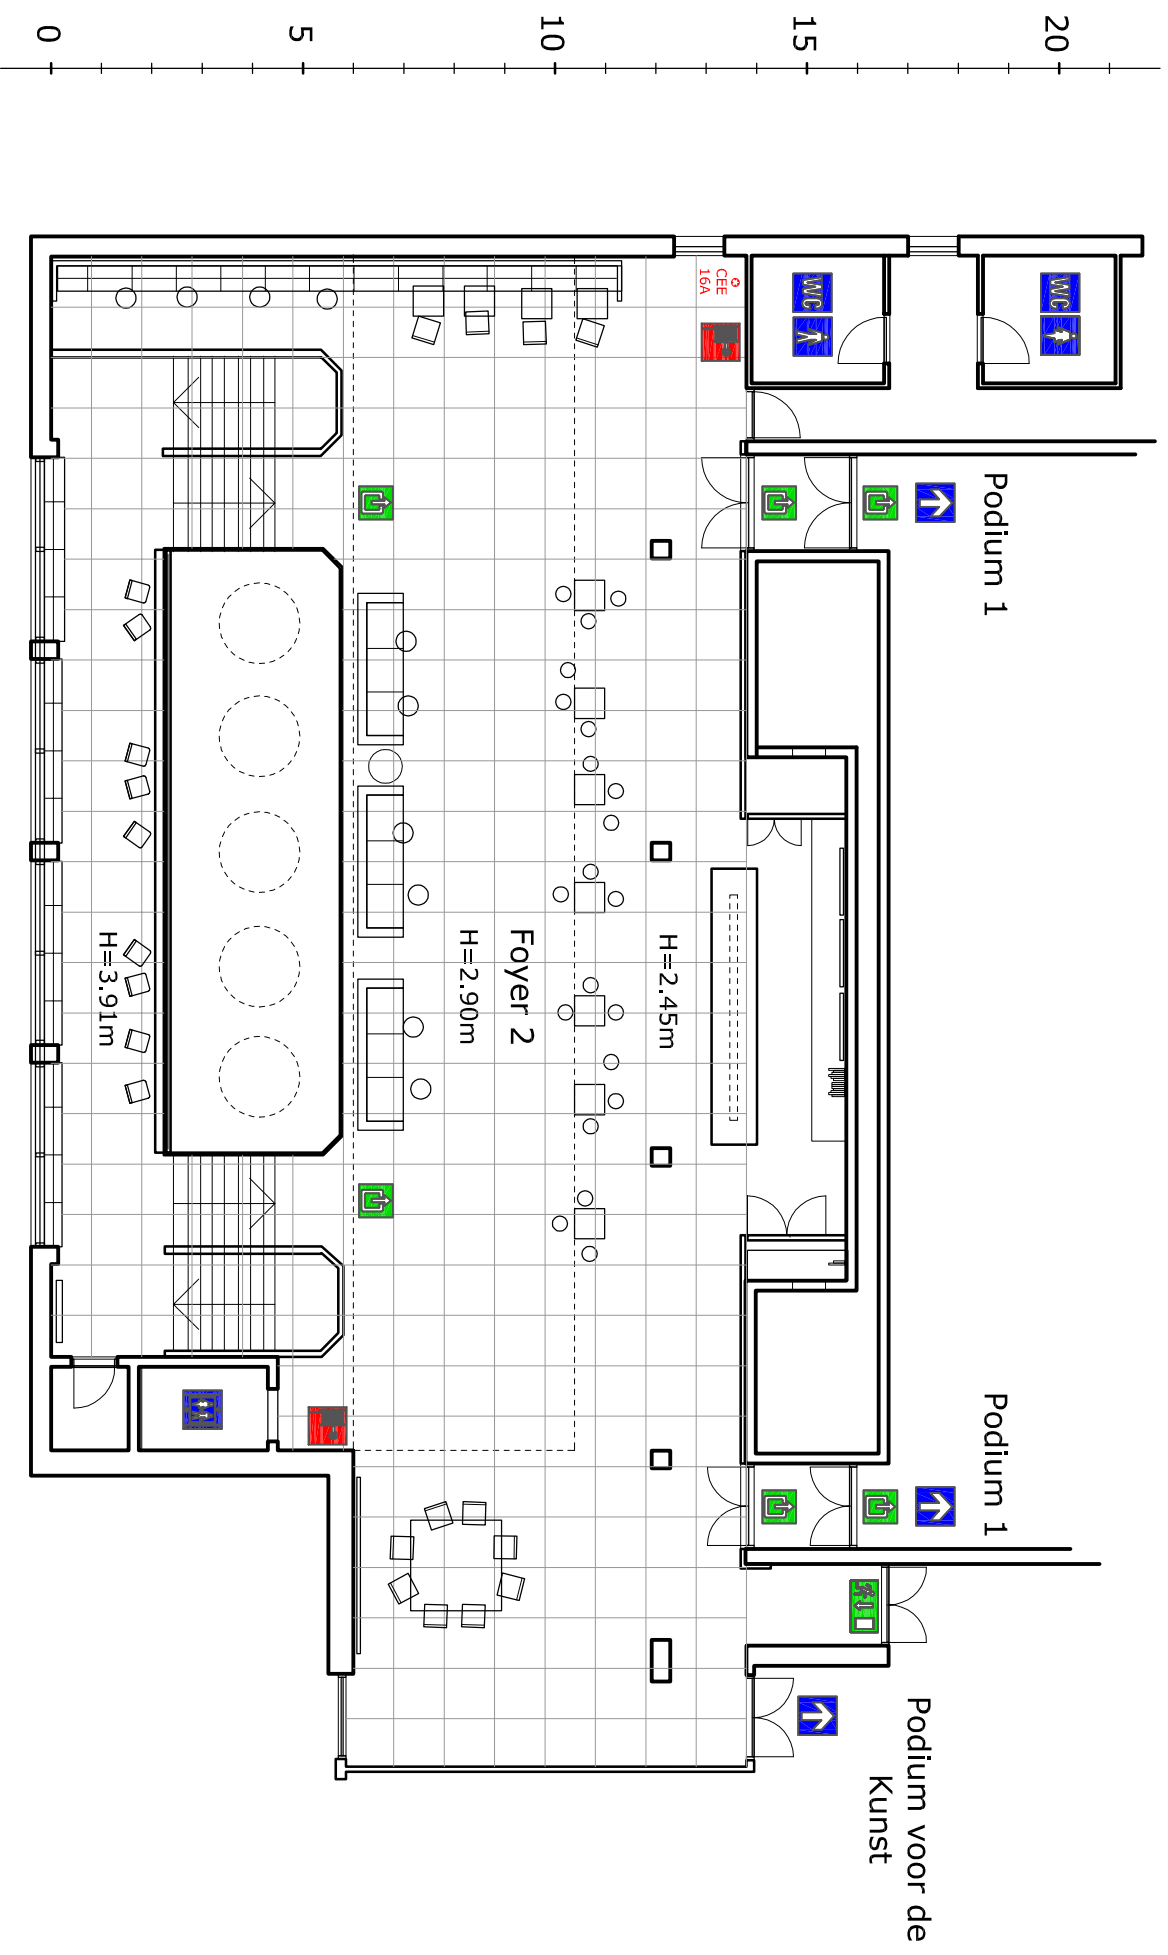 0
5
10
15
20
CEE
16A
WC
WC
Podium 1
Foyer 2
H=2.45m
H=2.90m
H=3.91m
Podium 1
Podium voor de
Kunst